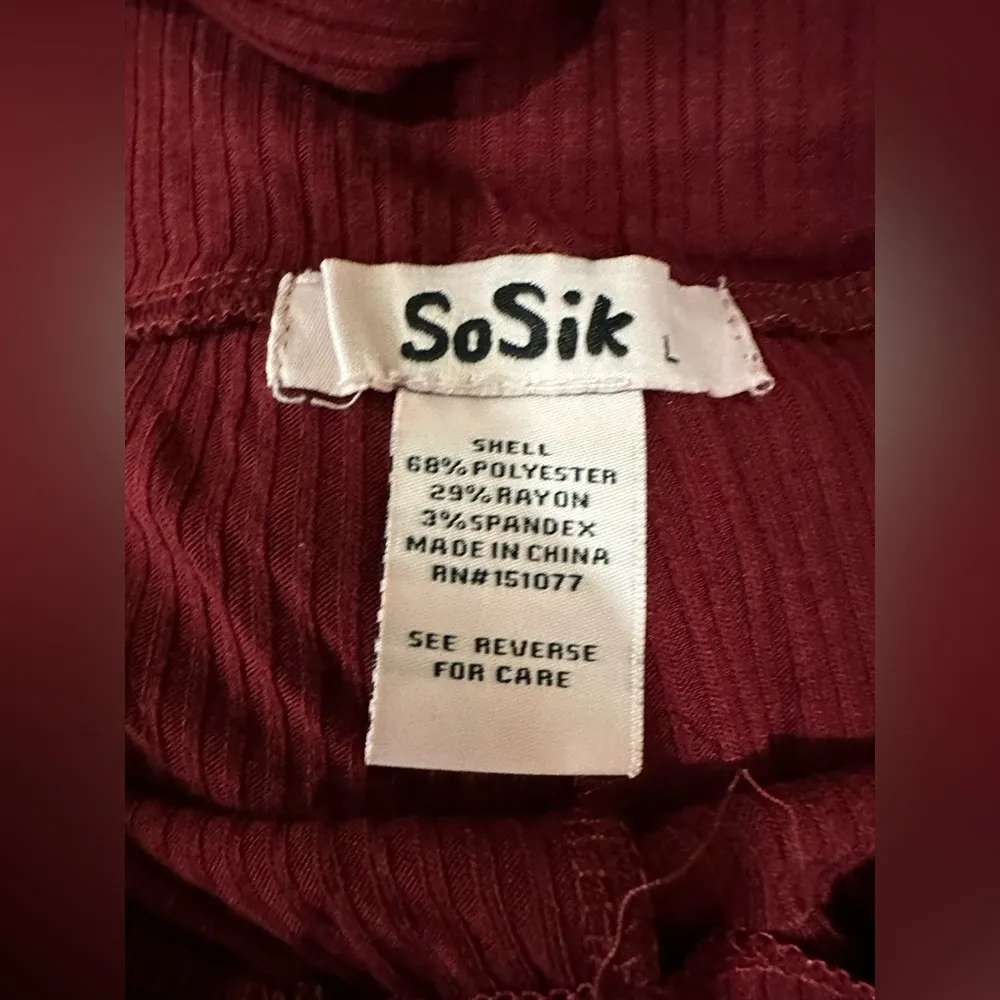 SoSik
L
SHELL
68% POLYESTER
29% RAYON
3% SPANDEX
MADE IN CHINA
RN#151077
SEE REVERSE
FOR CARE